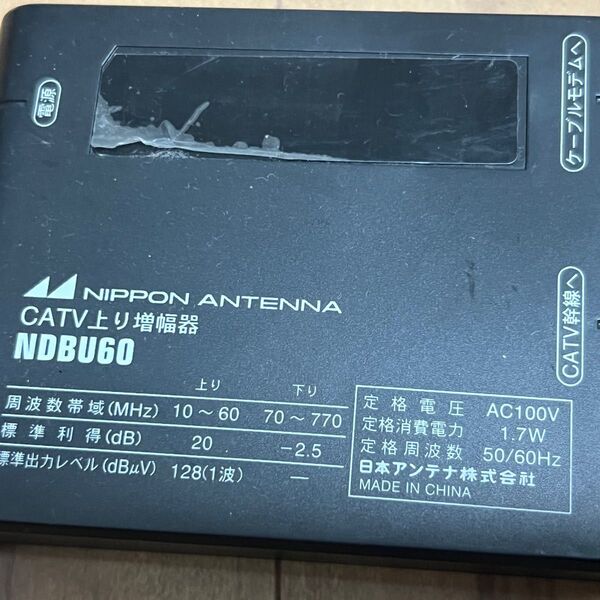 電源
ケーブルモデムへ
CATV幹線へ
NIPPON ANTENNA
CATV上り増幅器
NDBU60
上り 下り
周波数帯域(MHz) 10～60 70～770
標準利得(dB) 20 -2.5
標準出力レベル(dBμV) 128(1波) —
定格電圧 AC100V
定格消費電力 1.7W
定格周波数 50/60Hz
日本アンテナ株式会社
MADE IN CHINA